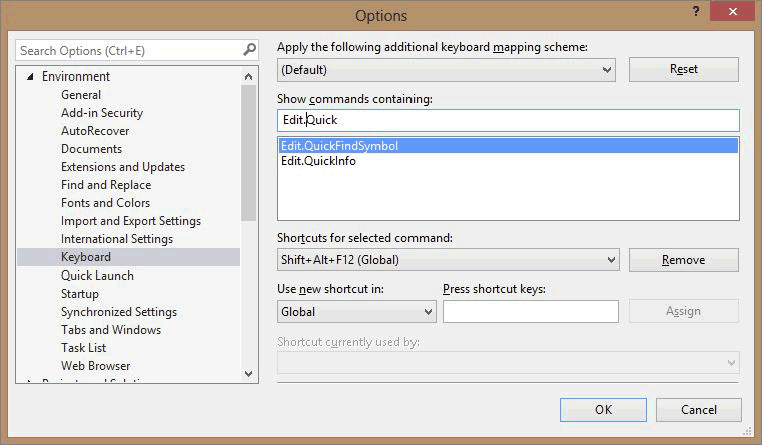 Options
Search Options (Ctrl+E)
Environment
General
Add-in Security
AutoRecover
Documents
Extensions and Updates
Find and Replace
Fonts and Colors
Import and Export Settings
International Settings
Keyboard
Quick Launch
Startup
Synchronized Settings
Tabs and Windows
Task List
Web Browser
Apply the following additional keyboard mapping scheme:
(Default)
Reset
Show commands containing:
Edit.Quick
Edit.QuickFindSymbol
Edit.QuickInfo
Shortcuts for selected command:
Shift+Alt+F12 (Global)
Remove
Use new shortcut in:
Press shortcut keys:
Global
Assign
Shortcut currently used by:
OK
Cancel